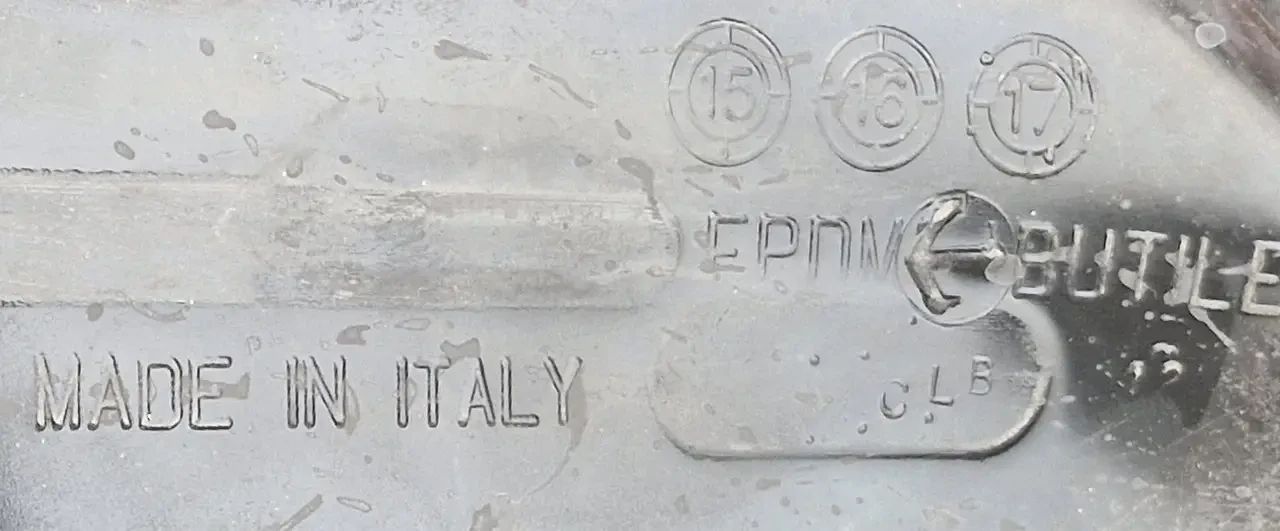 15 16 17
EPDM BUTILE
MADE IN ITALY
CLB